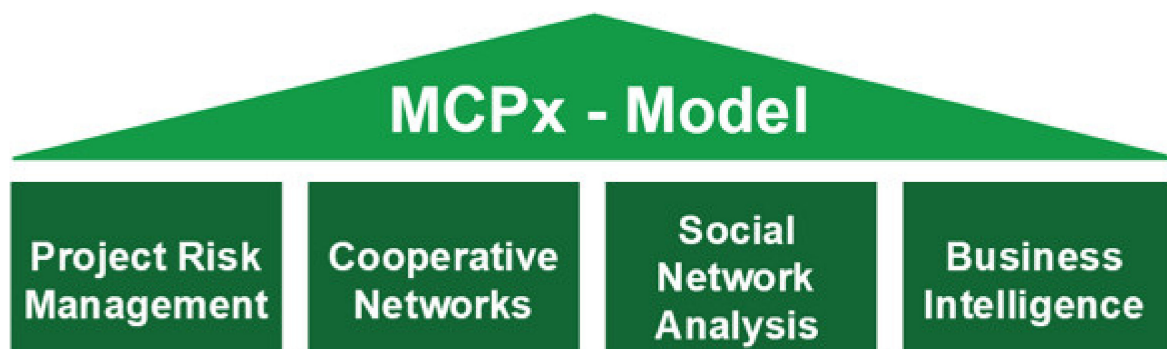 MCPx - Model
Project Risk
Management
Cooperative
Networks
Social
Network
Analysis
Business
Intelligence